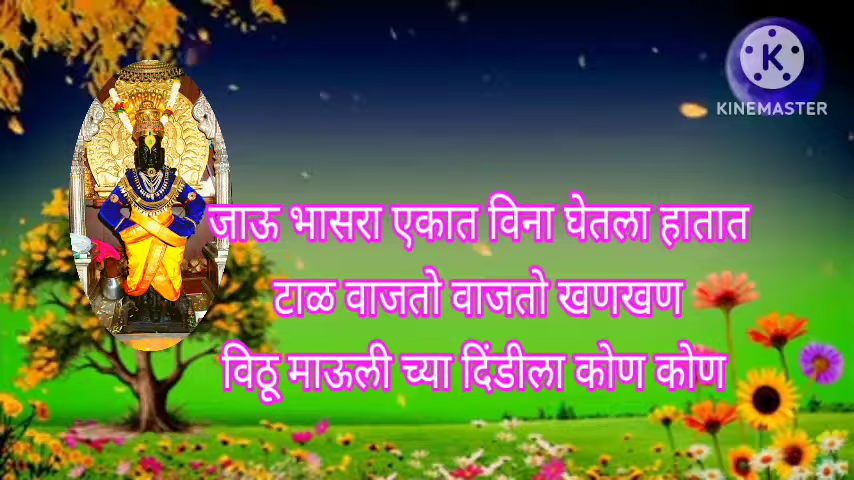 KINEMASTER
जाऊ भासरा एकात विना घेतला हातात
टाळ वाजतो वाजतो खणखण
विठू माऊली च्या दिंडीला कोण कोण